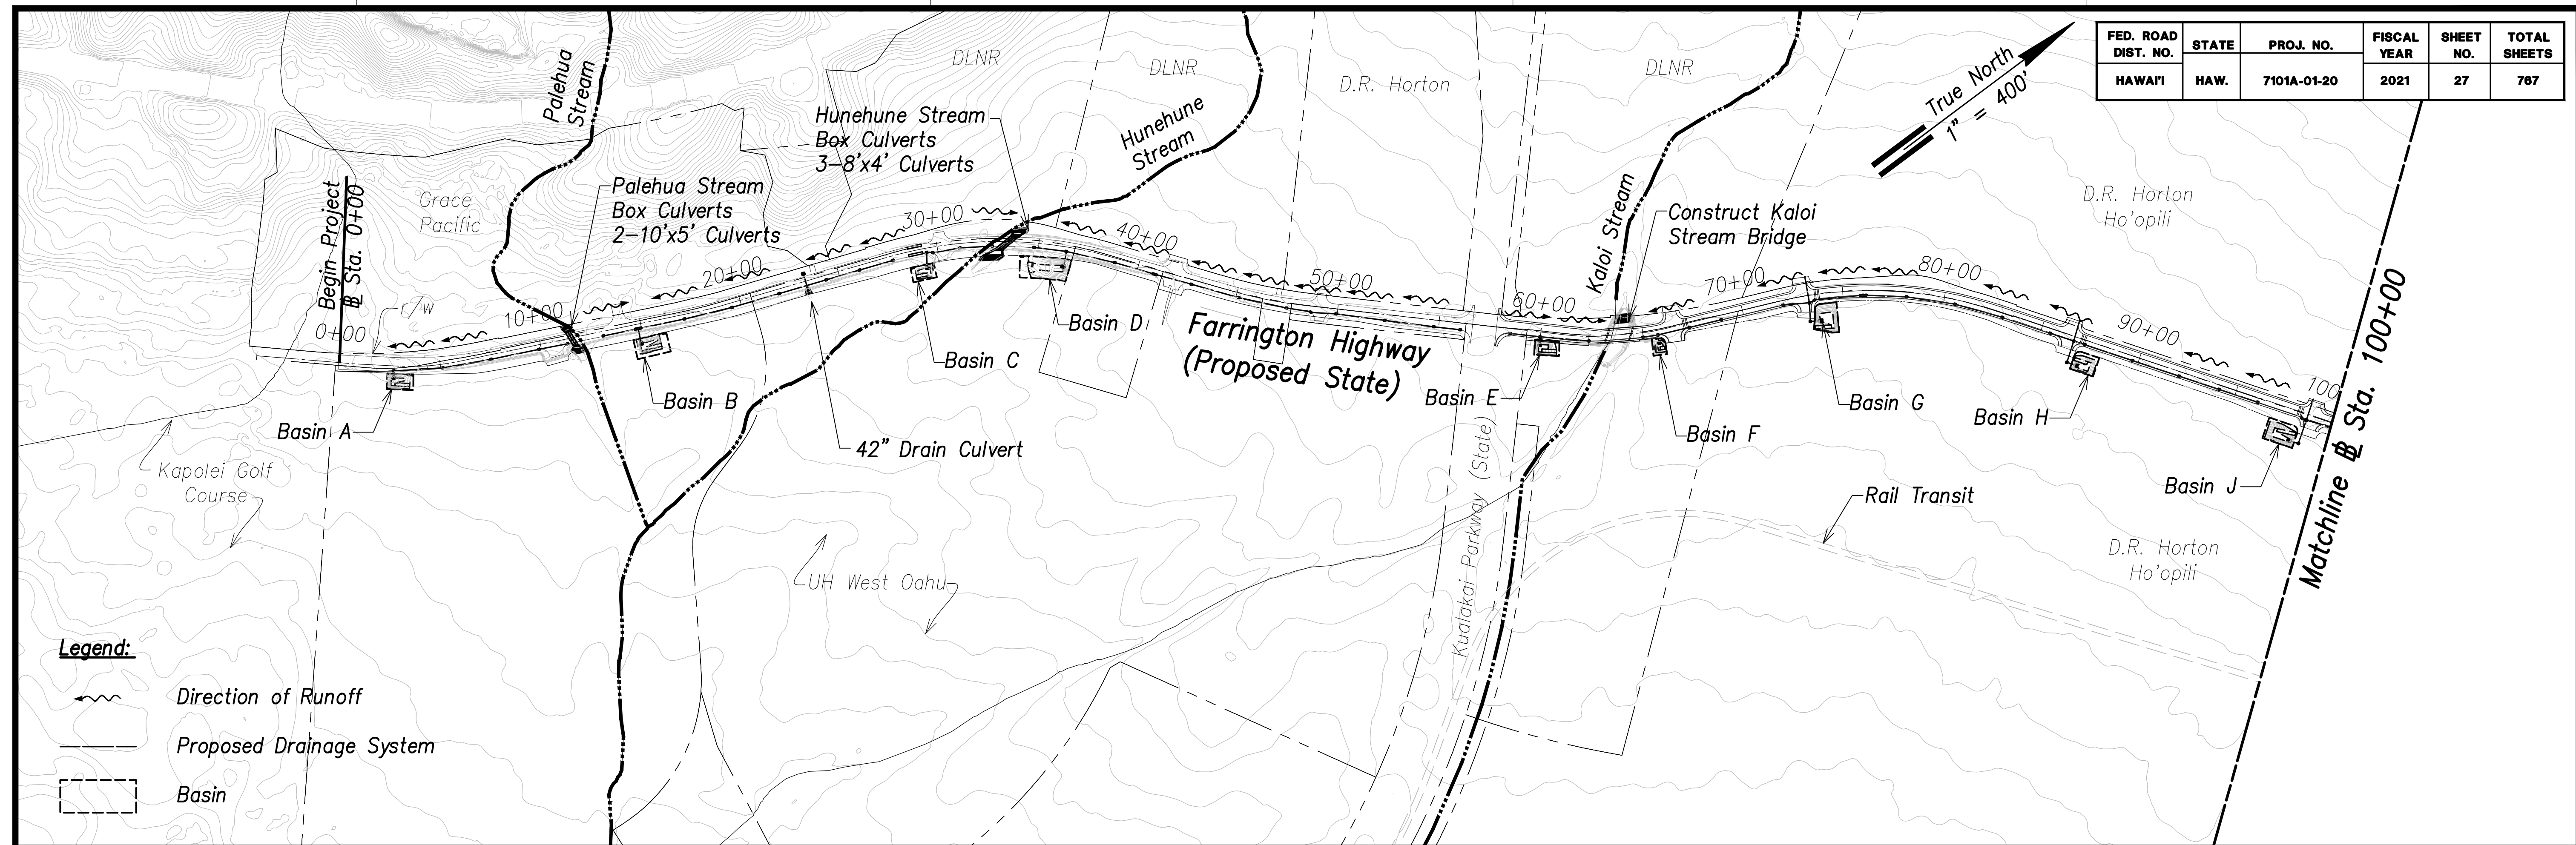 FED. ROAD DIST. NO. STATE PROJ. NO. FISCAL YEAR SHEET NO. TOTAL SHEETS
HAWAI'I HAW. 7101A-01-20 2021 27 767
True North
1" = 400'
Palehua
Stream
DLNR
DLNR
D.R. Horton
DLNR
Hunehune Stream
Box Culverts
3-8'x4' Culverts
Hunehune
Stream
Palehua Stream
Box Culverts
2-10'x5' Culverts
Grace
Pacific
Begin Project
℄ Sta. 0+00
Kaloi Stream
Construct Kaloi
Stream Bridge
D.R. Horton
Ho'opili
r/w
0+00
10+00
20+00
30+00
40+00
50+00
60+00
70+00
80+00
90+00
100
Farrington Highway
(Proposed State)
Basin A
Basin B
Basin C
Basin D
Basin E
Basin F
Basin G
Basin H
Basin J
42" Drain Culvert
Kapolei Golf
Course
UH West Oahu
Kualakai Parkway (State)
Rail Transit
D.R. Horton
Ho'opili
Matchline ℄ Sta. 100+00
Legend:
Direction of Runoff
Proposed Drainage System
Basin